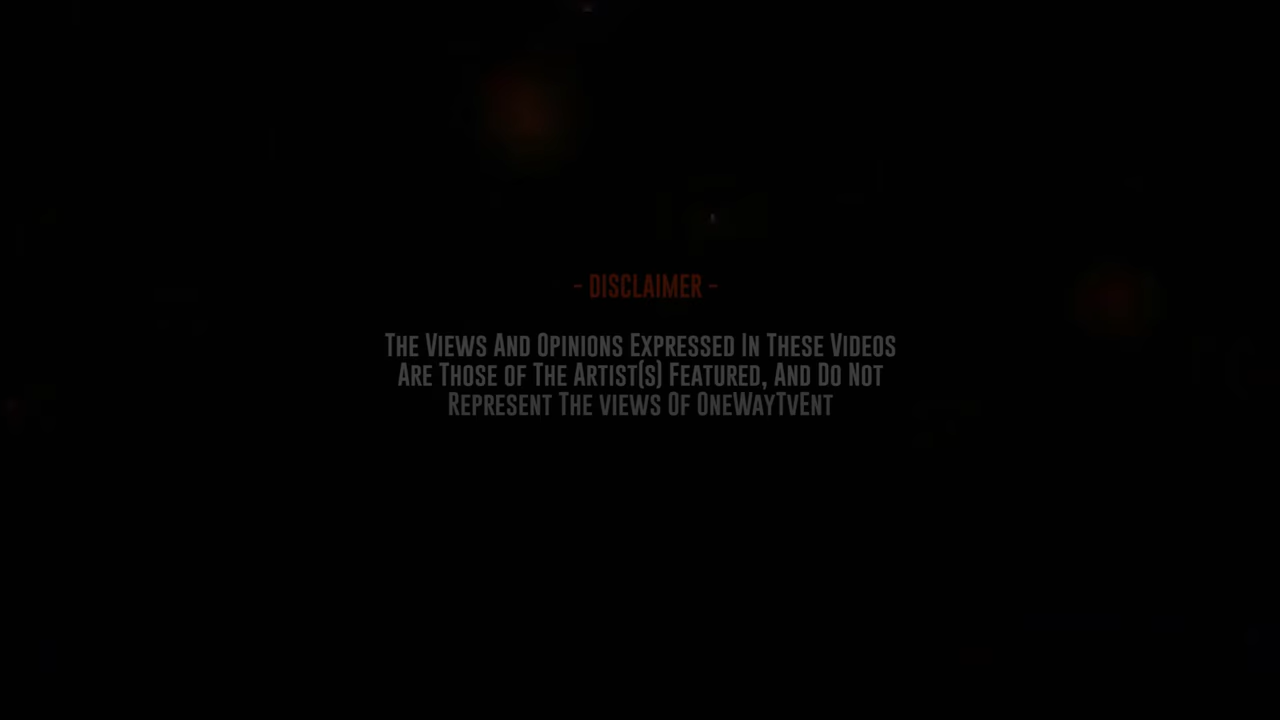 - DISCLAIMER -
The Views And Opinions Expressed In These Videos
Are Those of The Artist(s) Featured, And Do Not
Represent The views Of OneWayTvEnt